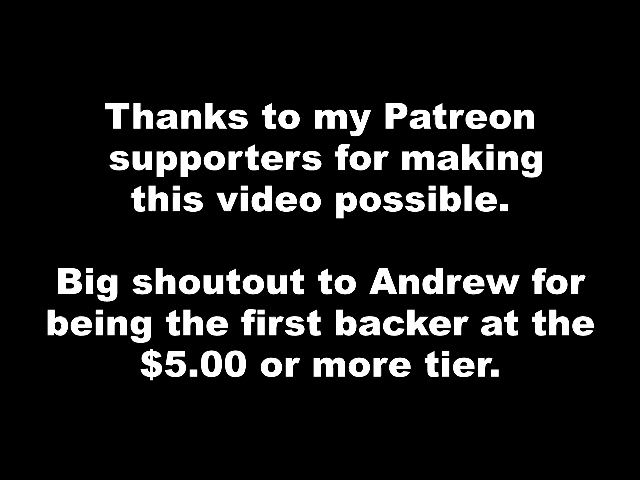 Thanks to my Patreon
supporters for making
this video possible.
Big shoutout to Andrew for
being the first backer at the
$5.00 or more tier.